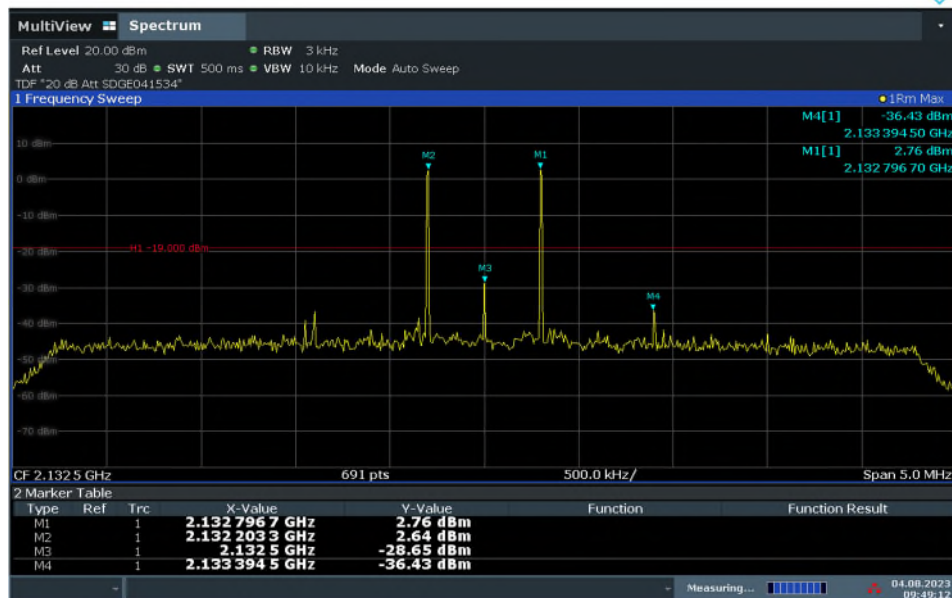 MultiView Spectrum
Ref Level 20.00 dBm RBW 3 kHz
Att 30 dB SWT 500 ms VBW 10 kHz Mode Auto Sweep
TDF "20 dB Att SDGE041534"
1 Frequency Sweep 1Rm Max
M4[1] -36.43 dBm
2.133 394 50 GHz
M1[1] 2.76 dBm
2.132 796 70 GHz
10 dBm
M2 M1
0 dBm
-10 dBm
H1 -19.000 dBm
-20 dBm
M3
-30 dBm
M4
-40 dBm
-50 dBm
-60 dBm
-70 dBm
CF 2.132 5 GHz 691 pts 500.0 kHz/ Span 5.0 MHz
2 Marker Table
Type Ref Trc X-Value Y-Value Function Function Result
M1 1 2.132 796 7 GHz 2.76 dBm
M2 1 2.132 203 3 GHz 2.64 dBm
M3 1 2.132 5 GHz -28.65 dBm
M4 1 2.133 394 5 GHz -36.43 dBm
Measuring... 04.08.2023
09:49:12